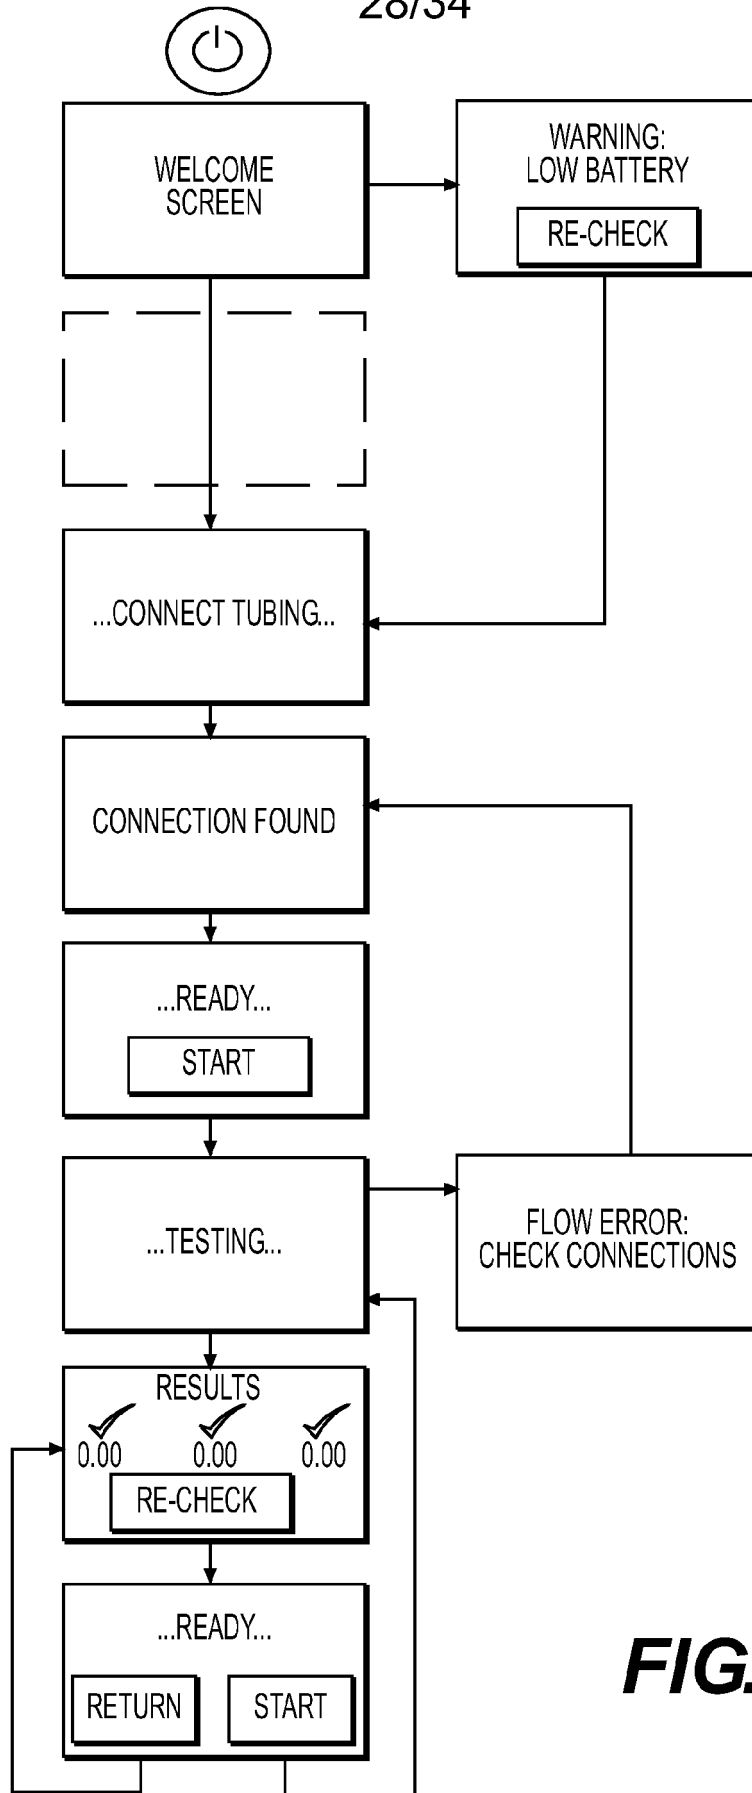 28/34
WELCOME
SCREEN
WARNING:
LOW BATTERY
RE-CHECK
...CONNECT TUBING...
CONNECTION FOUND
...READY...
START
...TESTING...
FLOW ERROR:
CHECK CONNECTIONS
RESULTS
0.00 0.00 0.00
RE-CHECK
...READY...
RETURN START
FIG.